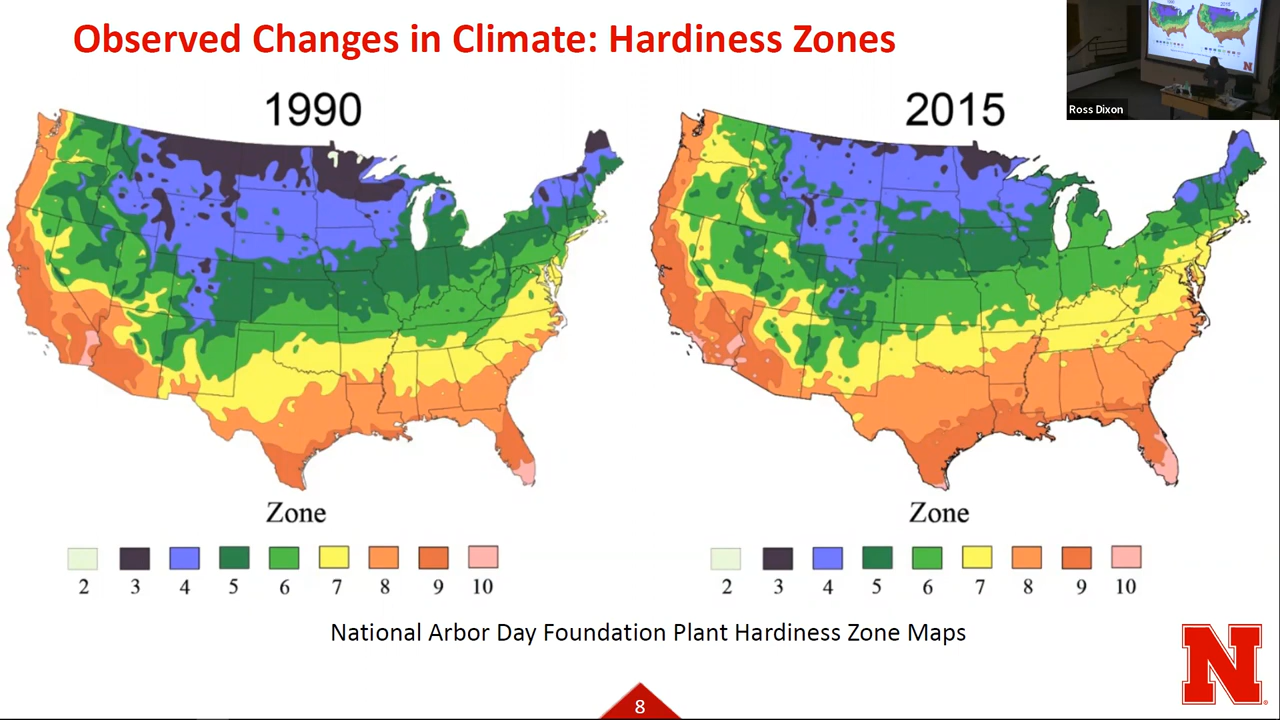 Observed Changes in Climate: Hardiness Zones
1990
2015
Ross Dixon
Zone
2 3 4 5 6 7 8 9 10
Zone
2 3 4 5 6 7 8 9 10
National Arbor Day Foundation Plant Hardiness Zone Maps
8
N